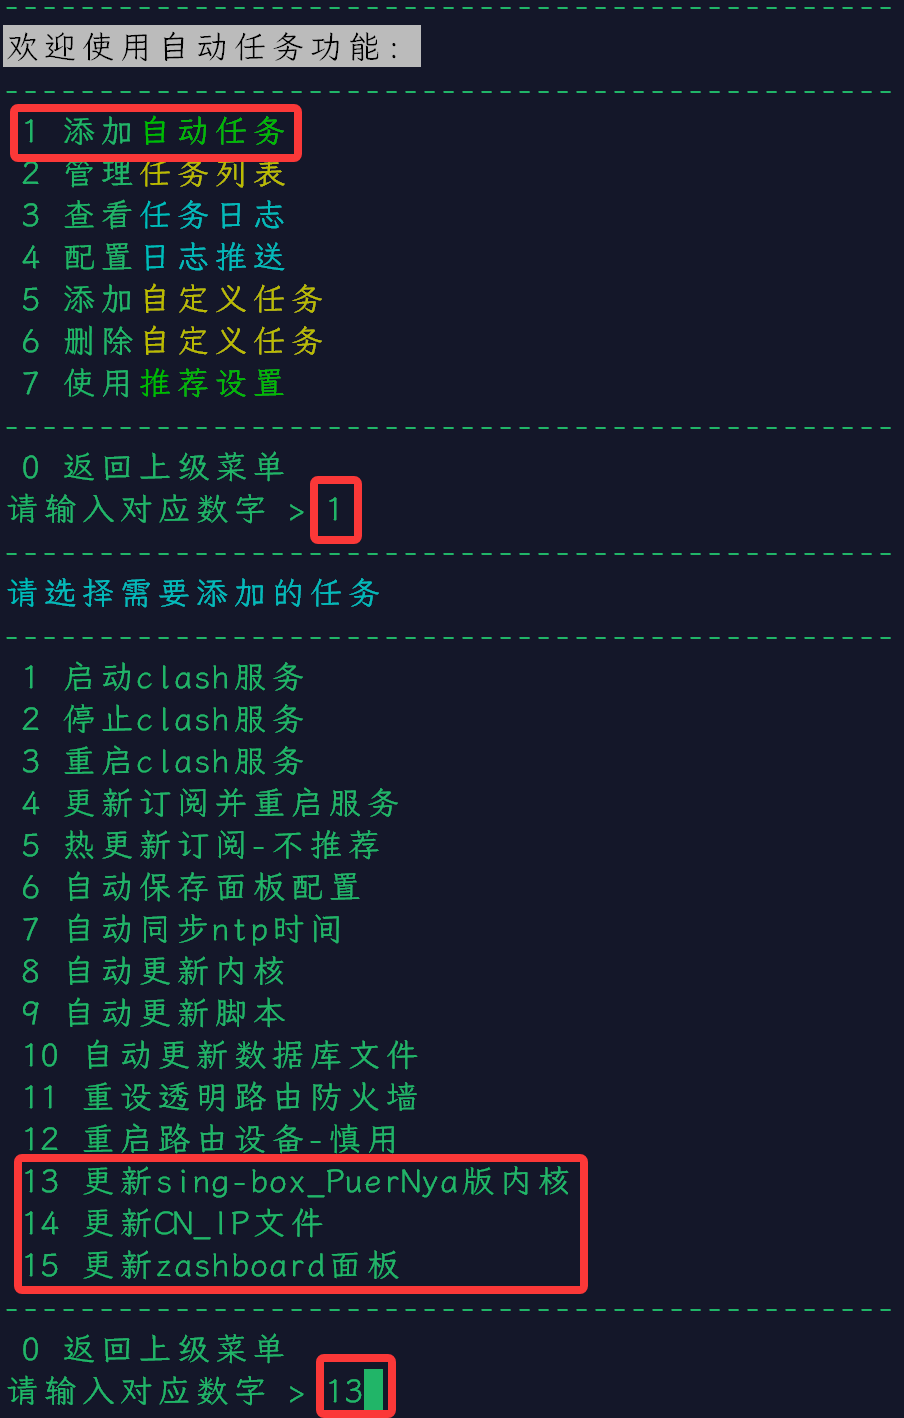 欢迎使用自动任务功能:
1 添加自动任务
2 管理任务列表
3 查看任务日志
4 配置日志推送
5 添加自定义任务
6 删除自定义任务
7 使用推荐设置
0 返回上级菜单
请输入对应数字 > 1
请选择需要添加的任务
1 启动clash服务
2 停止clash服务
3 重启clash服务
4 更新订阅并重启服务
5 热更新订阅-不推荐
6 自动保存面板配置
7 自动同步ntp时间
8 自动更新内核
9 自动更新脚本
10 自动更新数据库文件
11 重设透明路由防火墙
12 重启路由设备-慎用
13 更新sing-box_PuerNya版内核
14 更新CN_IP文件
15 更新zashboard面板
0 返回上级菜单
请输入对应数字 > 13